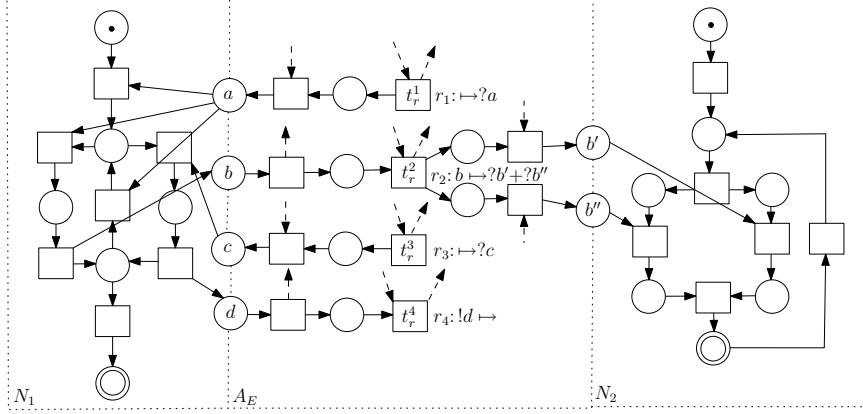 a
t_r^1 r_1: ↦?a
b′
b
t_r^2 r_2: b ↦?b′+?b″
b″
c
t_r^3 r_3: ↦?c
d
t_r^4 r_4: !d ↦
N_1 A_E N_2